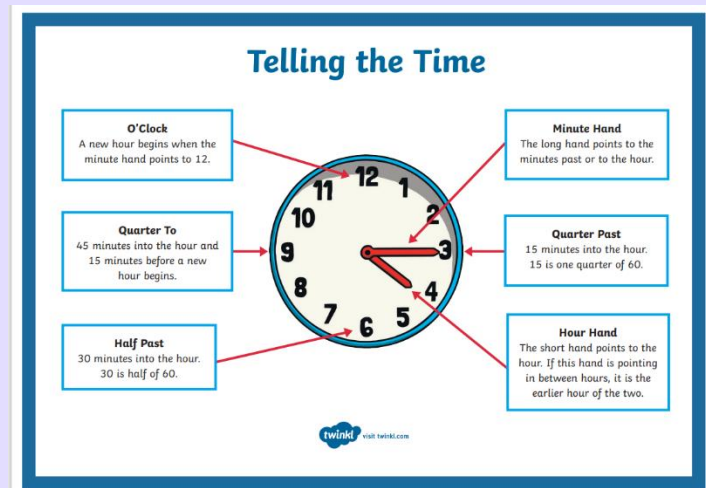 Telling the Time
O'Clock
A new hour begins when the
minute hand points to 12.
Minute Hand
The long hand points to the
minutes past or to the hour.
Quarter To
45 minutes into the hour and
15 minutes before a new
hour begins.
Quarter Past
15 minutes into the hour.
15 is one quarter of 60.
Half Past
30 minutes into the hour.
30 is half of 60.
Hour Hand
The short hand points to the
hour. If this hand is pointing
in between hours, it is the
earlier hour of the two.
12
1
2
3
4
5
6
7
8
9
10
11
twinkl visit twinkl.com